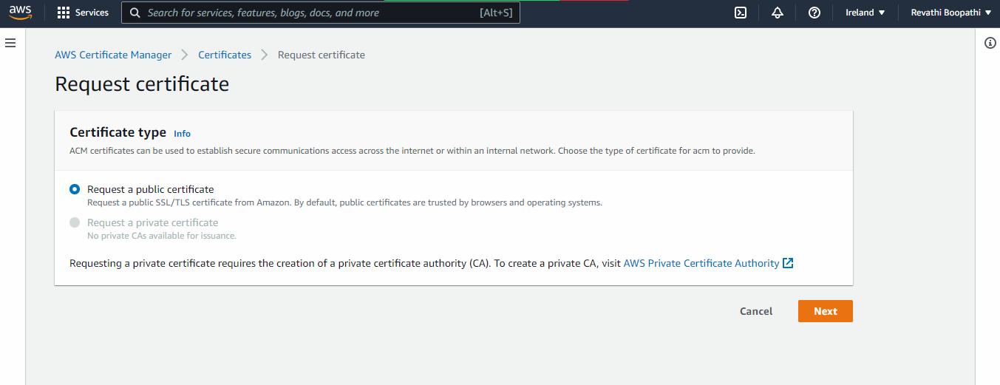 aws
Services
Search for services, features, blogs, docs, and more
[Alt+S]
Ireland
Revathi Boopathi
AWS Certificate Manager
Certificates
Request certificate
Request certificate
Certificate type Info
ACM certificates can be used to establish secure communications access across the internet or within an internal network. Choose the type of certificate for acm to provide.
Request a public certificate
Request a public SSL/TLS certificate from Amazon. By default, public certificates are trusted by browsers and operating systems.
Request a private certificate
No private CAs available for issuance.
Requesting a private certificate requires the creation of a private certificate authority (CA). To create a private CA, visit AWS Private Certificate Authority
Cancel
Next